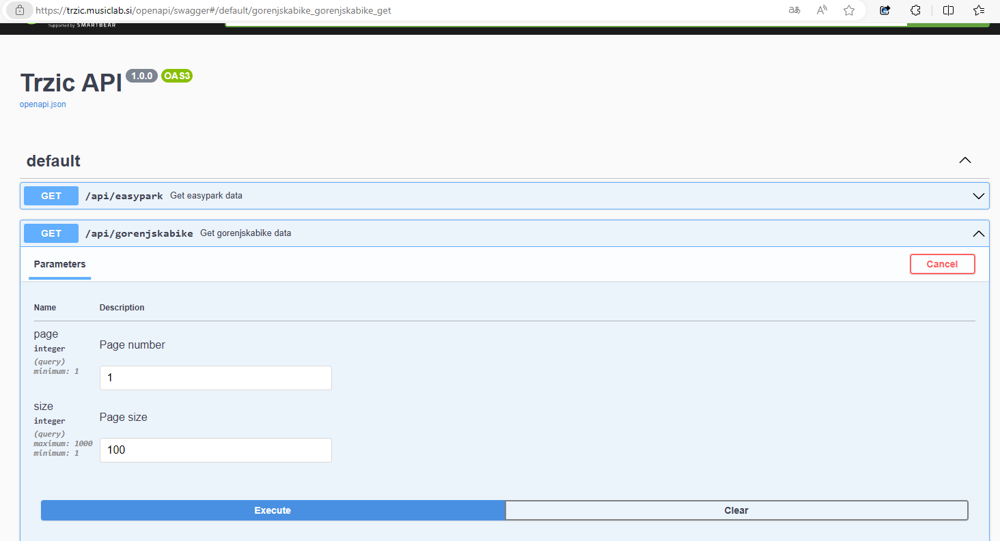 https://trzic.musiclab.si/openapi/swagger#/default/gorenjskabike_gorenjskabike_get
Supported by SMARTBEAR
Trzic API 1.0.0 OAS3
openapi.json
default
GET /api/easypark Get easypark data
GET /api/gorenjskabike Get gorenjskabike data
Parameters Cancel
Name Description
page
integer
(query)
minimum: 1
Page number
1
size
integer
(query)
maximum: 1000
minimum: 1
Page size
100
Execute Clear